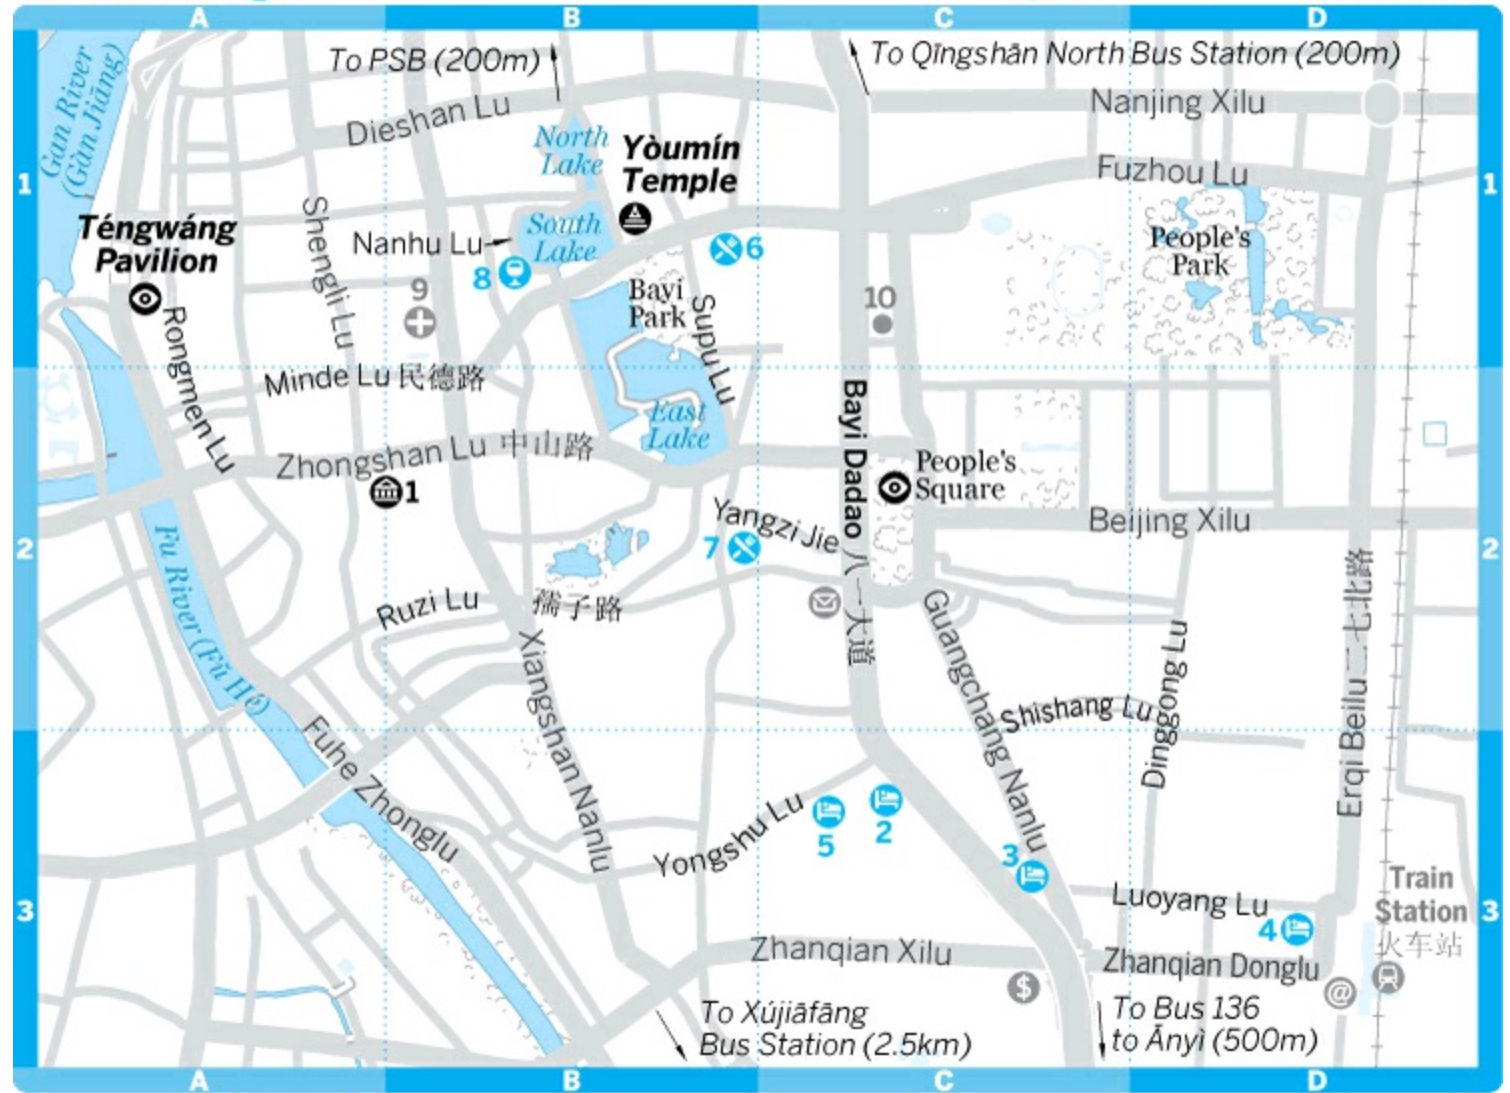 A
B
C
D
To PSB (200m)
To Qīngshān North Bus Station (200m)
Gan River
(Gàn Jiāng)
Dieshan Lu
Nanjing Xilu
North
Lake
Yòumín
Temple
Fuzhou Lu
1
1
Téngwáng
Pavilion
Shengli Lu
Nanhu Lu
South
Lake
6
People's
Park
8
9
Bayi
Park
Supu Lu
10
Rongmen Lu
Minde Lu 民德路
East
Lake
Bayi Dadao 八一大道
Zhongshan Lu 中山路
People's
Square
1
Yangzi Jie
Beijing Xilu
2
7
2
Fu River (Fǔ Hé)
Ruzi Lu
孺子路
Guangchang Nanlu
Dinggong Lu
Erqi Beilu 二七北路
Xiangshan Nanlu
Shishang Lu
Fuhe Zhonglu
Yongshu Lu
5
2
3
Train
Station
火车站
3
Luoyang Lu
4
3
Zhanqian Xilu
Zhanqian Donglu
$
@
To Xújiāfāng
Bus Station (2.5km)
To Bus 136
to Ānyì (500m)
A
B
C
D